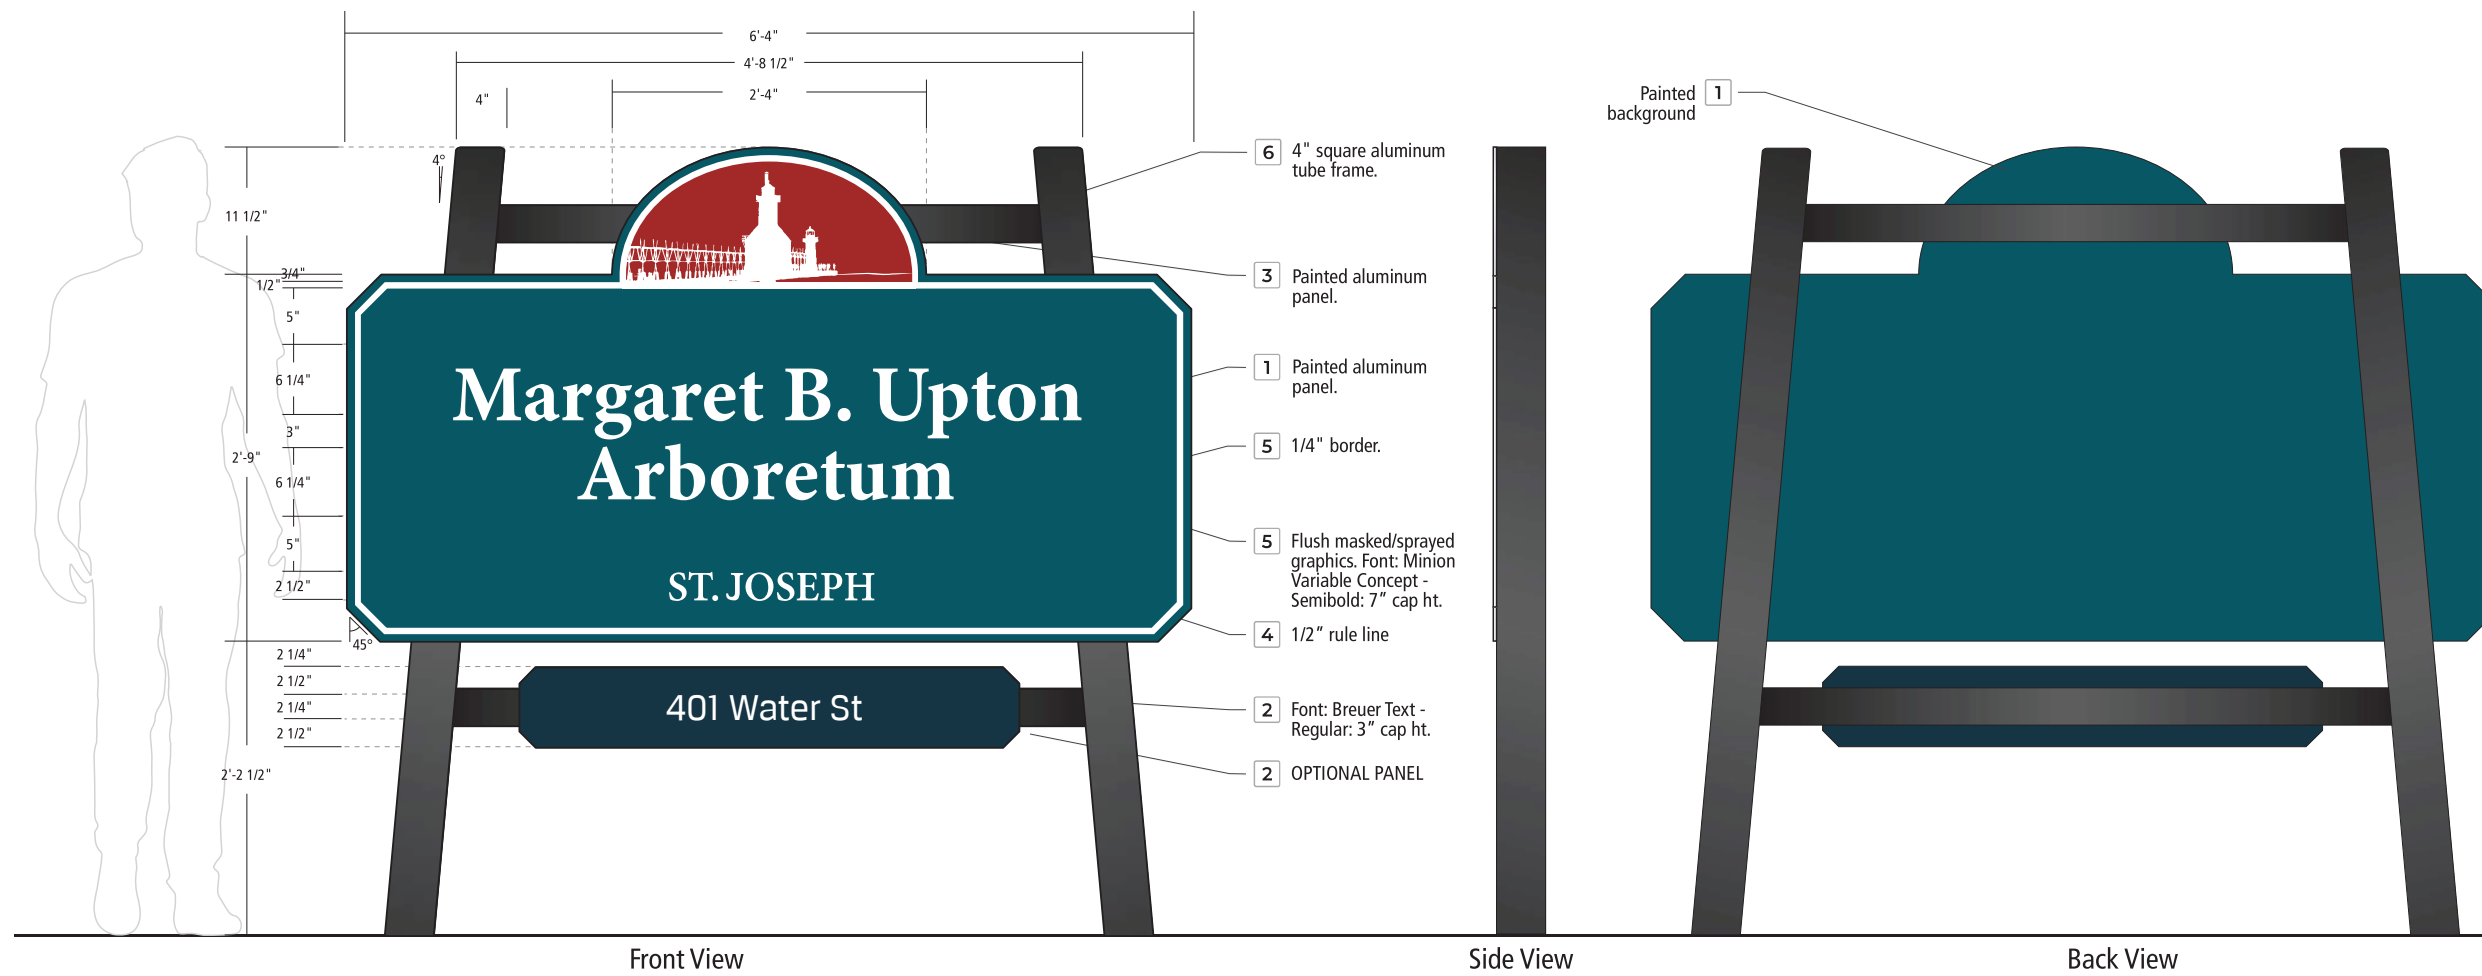 6'-4"
4'-8 1/2"
4"
2'-4"
4°
11 1/2"
3/4"
1/2"
5"
6 1/4"
3"
2'-9"
6 1/4"
5"
2 1/2"
45°
2 1/4"
2 1/2"
2 1/4"
2 1/2"
2'-2 1/2"
Margaret B. Upton
Arboretum
ST. JOSEPH
401 Water St
6 4" square aluminum
tube frame.
3 Painted aluminum
panel.
1 Painted aluminum
panel.
5 1/4" border.
5 Flush masked/sprayed
graphics. Font: Minion
Variable Concept -
Semibold: 7” cap ht.
4 1/2” rule line
2 Font: Breuer Text -
Regular: 3” cap ht.
2 OPTIONAL PANEL
Painted 1
background
Front View
Side View
Back View